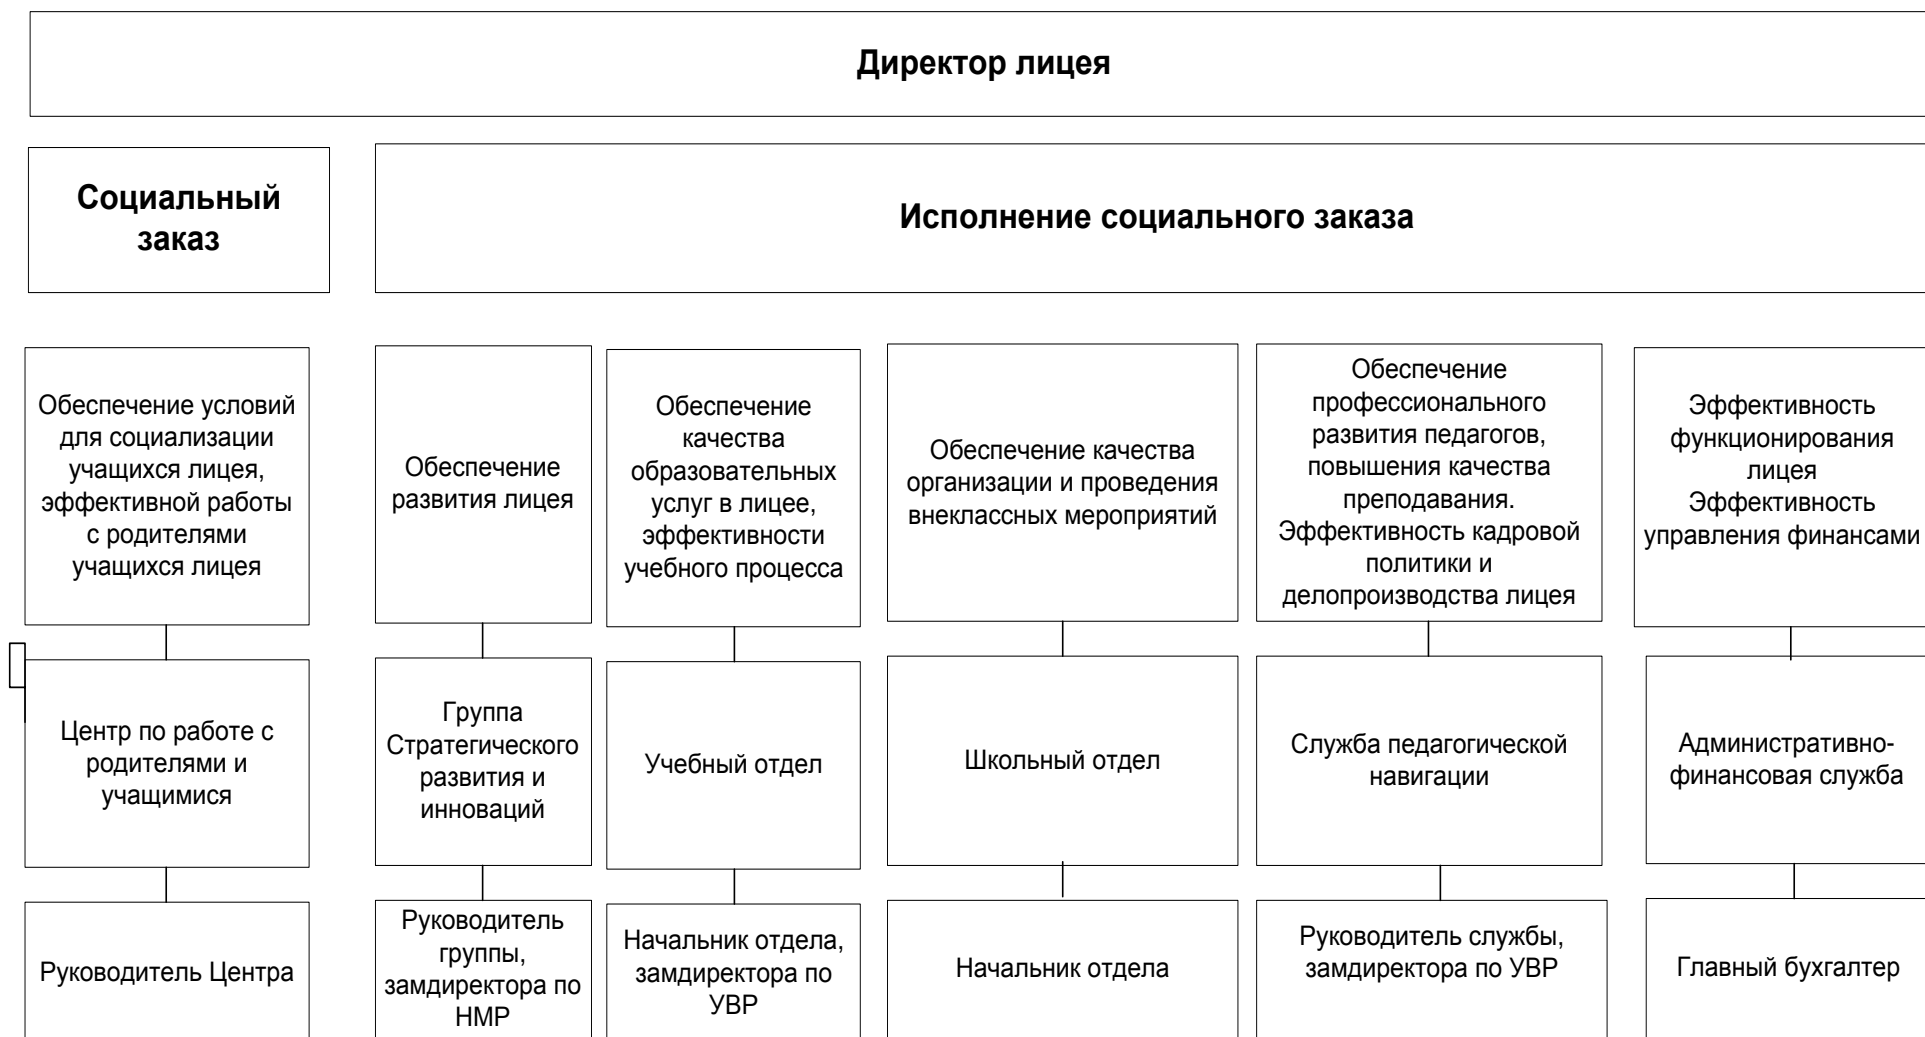 Директор лицея
Социальный
заказ
Исполнение социального заказа
Обеспечение условий
для социализации
учащихся лицея,
эффективной работы
с родителями
учащихся лицея
Обеспечение
развития лицея
Обеспечение
качества
образовательных
услуг в лицее,
эффективности
учебного процесса
Обеспечение качества
организации и проведения
внеклассных мероприятий
Обеспечение
профессионального
развития педагогов,
повышения качества
преподавания.
Эффективность кадровой
политики и
делопроизводства лицея
Эффективность
функционирования
лицея
Эффективность
управления финансами
Центр по работе с
родителями и
учащимися
Группа
Стратегического
развития и
инноваций
Учебный отдел
Школьный отдел
Служба педагогической
навигации
Административно-
финансовая служба
Руководитель Центра
Руководитель
группы,
замдиректора по
НМР
Начальник отдела,
замдиректора по
УВР
Начальник отдела
Руководитель службы,
замдиректора по УВР
Главный бухгалтер